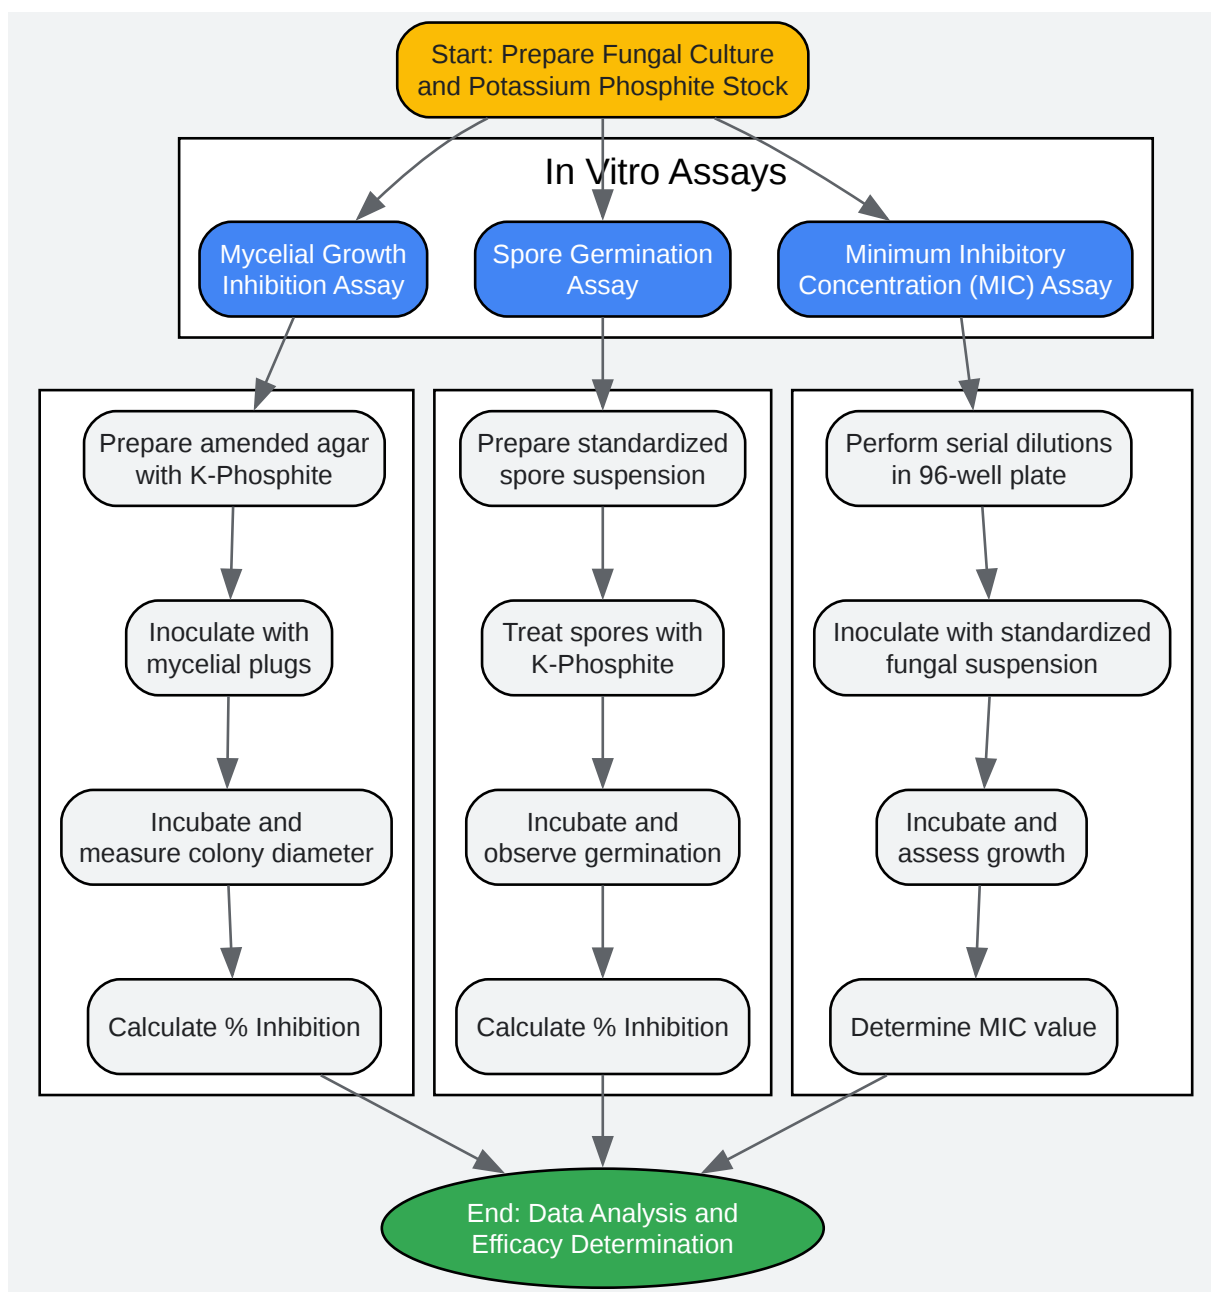 Start: Prepare Fungal Culture
and Potassium Phosphite Stock
In Vitro Assays
Mycelial Growth
Inhibition Assay
Spore Germination
Assay
Minimum Inhibitory
Concentration (MIC) Assay
Prepare amended agar
with K-Phosphite
Prepare standardized
spore suspension
Perform serial dilutions
in 96-well plate
Inoculate with
mycelial plugs
Treat spores with
K-Phosphite
Inoculate with standardized
fungal suspension
Incubate and
measure colony diameter
Incubate and
observe germination
Incubate and
assess growth
Calculate % Inhibition
Calculate % Inhibition
Determine MIC value
End: Data Analysis and
Efficacy Determination